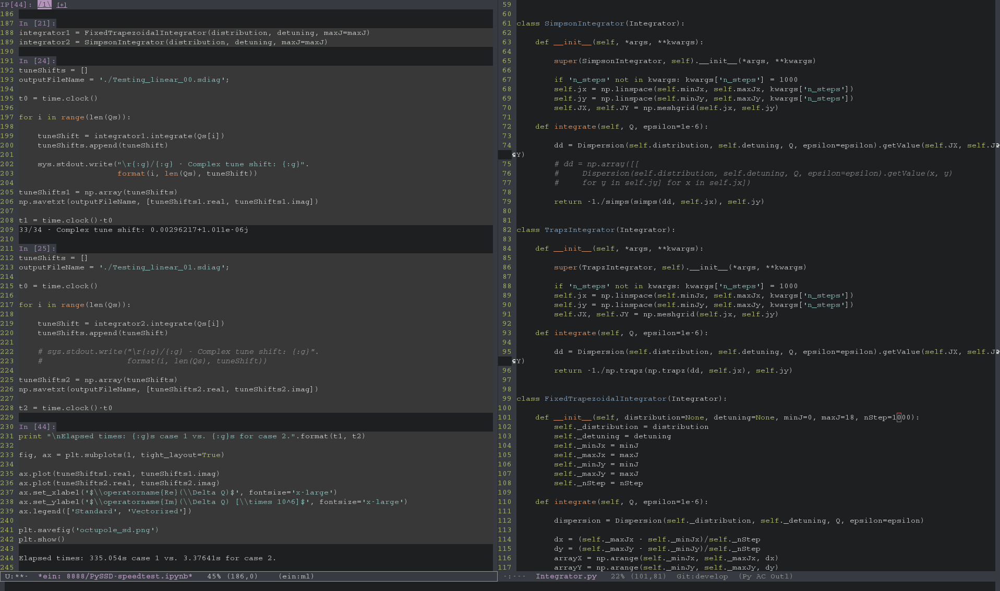 IP[44]: /1\ [+]
186
187 In [21]:
188 integrator1 = FixedTrapezoidalIntegrator(distribution, detuning, maxJ=maxJ)
189 integrator2 = SimpsonIntegrator(distribution, detuning, maxJ=maxJ)
190
191 In [24]:
192 tuneShifts = []
193 outputFileName = './Testing_linear_00.sdiag';
194
195 t0 = time.clock()
196
197 for i in range(len(Qs)):
198
199     tuneShift = integrator1.integrate(Qs[i])
200     tuneShifts.append(tuneShift)
201
202     sys.stdout.write("\r{:g}/{:g} - Complex tune shift: {:g}".
203                      format(i, len(Qs), tuneShift))
204
205 tuneShifts1 = np.array(tuneShifts)
206 np.savetxt(outputFileName, [tuneShifts1.real, tuneShifts1.imag])
207
208 t1 = time.clock()-t0
209 33/34 - Complex tune shift: 0.00296217+1.011e-06j
210
211 In [25]:
212 tuneShifts = []
213 outputFileName = './Testing_linear_01.sdiag';
214
215 t0 = time.clock()
216
217 for i in range(len(Qs)):
218
219     tuneShift = integrator2.integrate(Qs[i])
220     tuneShifts.append(tuneShift)
221
222     # sys.stdout.write("\r{:g}/{:g} - Complex tune shift: {:g}".
223     #                  format(i, len(Qs), tuneShift))
224
225 tuneShifts2 = np.array(tuneShifts)
226 np.savetxt(outputFileName, [tuneShifts2.real, tuneShifts2.imag])
227
228 t2 = time.clock()-t0
229
230 In [44]:
231 print "\nElapsed times: {:g}s case 1 vs. {:g}s for case 2.".format(t1, t2)
232
233 fig, ax = plt.subplots(1, tight_layout=True)
234
235 ax.plot(tuneShifts1.real, tuneShifts1.imag)
236 ax.plot(tuneShifts2.real, tuneShifts2.imag)
237 ax.set_xlabel('$\\operatorname{Re}(\\Delta Q)$', fontsize='x-large')
238 ax.set_ylabel('$\\operatorname{Im}(\\Delta Q) [\\times 10^6]$', fontsize='x-large')
239 ax.legend(['Standard', 'Vectorized'])
240
241 plt.savefig('octupole_sd.png')
242 plt.show()
243
244 Elapsed times: 335.054s case 1 vs. 3.37641s for case 2.
245
U:**-  *ein: 8888/PySSD-speedtest.ipynb*   45% (186,0)    (ein:ml)
59
60
61 class SimpsonIntegrator(Integrator):
62
63     def __init__(self, *args, **kwargs):
64
65         super(SimpsonIntegrator, self).__init__(*args, **kwargs)
66
67         if 'n_steps' not in kwargs: kwargs['n_steps'] = 1000
68         self.jx = np.linspace(self.minJx, self.maxJx, kwargs['n_steps'])
69         self.jy = np.linspace(self.minJy, self.maxJy, kwargs['n_steps'])
70         self.JX, self.JY = np.meshgrid(self.jx, self.jy)
71
72     def integrate(self, Q, epsilon=1e-6):
73
74         dd = Dispersion(self.distribution, self.detuning, Q, epsilon=epsilon).getValue(self.JX, self.J
Y)
75         # dd = np.array([[
76         #     Dispersion(self.distribution, self.detuning, Q, epsilon=epsilon).getValue(x, y)
77         #     for y in self.jy] for x in self.jx])
78
79         return -1./simps(simps(dd, self.jx), self.jy)
80
81
82 class TrapzIntegrator(Integrator):
83
84     def __init__(self, *args, **kwargs):
85
86         super(TrapzIntegrator, self).__init__(*args, **kwargs)
87
88         if 'n_steps' not in kwargs: kwargs['n_steps'] = 1000
89         self.jx = np.linspace(self.minJx, self.maxJx, kwargs['n_steps'])
90         self.jy = np.linspace(self.minJy, self.maxJy, kwargs['n_steps'])
91         self.JX, self.JY = np.meshgrid(self.jx, self.jy)
92
93     def integrate(self, Q, epsilon=1e-6):
94
95         dd = Dispersion(self.distribution, self.detuning, Q, epsilon=epsilon).getValue(self.JX, self.J
Y)
96         return -1./np.trapz(np.trapz(dd, self.jx), self.jy)
97
98
99 class FixedTrapezoidalIntegrator(Integrator):
100
101     def __init__(self, distribution=None, detuning=None, minJ=0, maxJ=18, nStep=1000):
102         self._distribution = distribution
103         self._detuning = detuning
104         self._minJx = minJ
105         self._maxJx = maxJ
106         self._minJy = minJ
107         self._maxJy = maxJ
108         self._nStep = nStep
109
110     def integrate(self, Q, epsilon=1e-6):
111
112         dispersion = Dispersion(self._distribution, self._detuning, Q, epsilon=epsilon)
113
114         dx = (self._maxJx - self._minJx)/self._nStep
115         dy = (self._maxJy - self._minJy)/self._nStep
116         arrayX = np.arange(self._minJx, self._maxJx, dx)
117         arrayY = np.arange(self._minJy, self._maxJy, dy)
-:---  Integrator.py   22% (101,81)  Git:develop  (Py AC Outl)